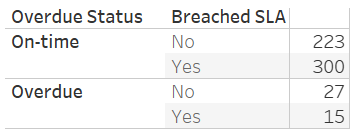 Overdue Status Breached SLA
On-time No 223
Yes 300
Overdue No 27
Yes 15